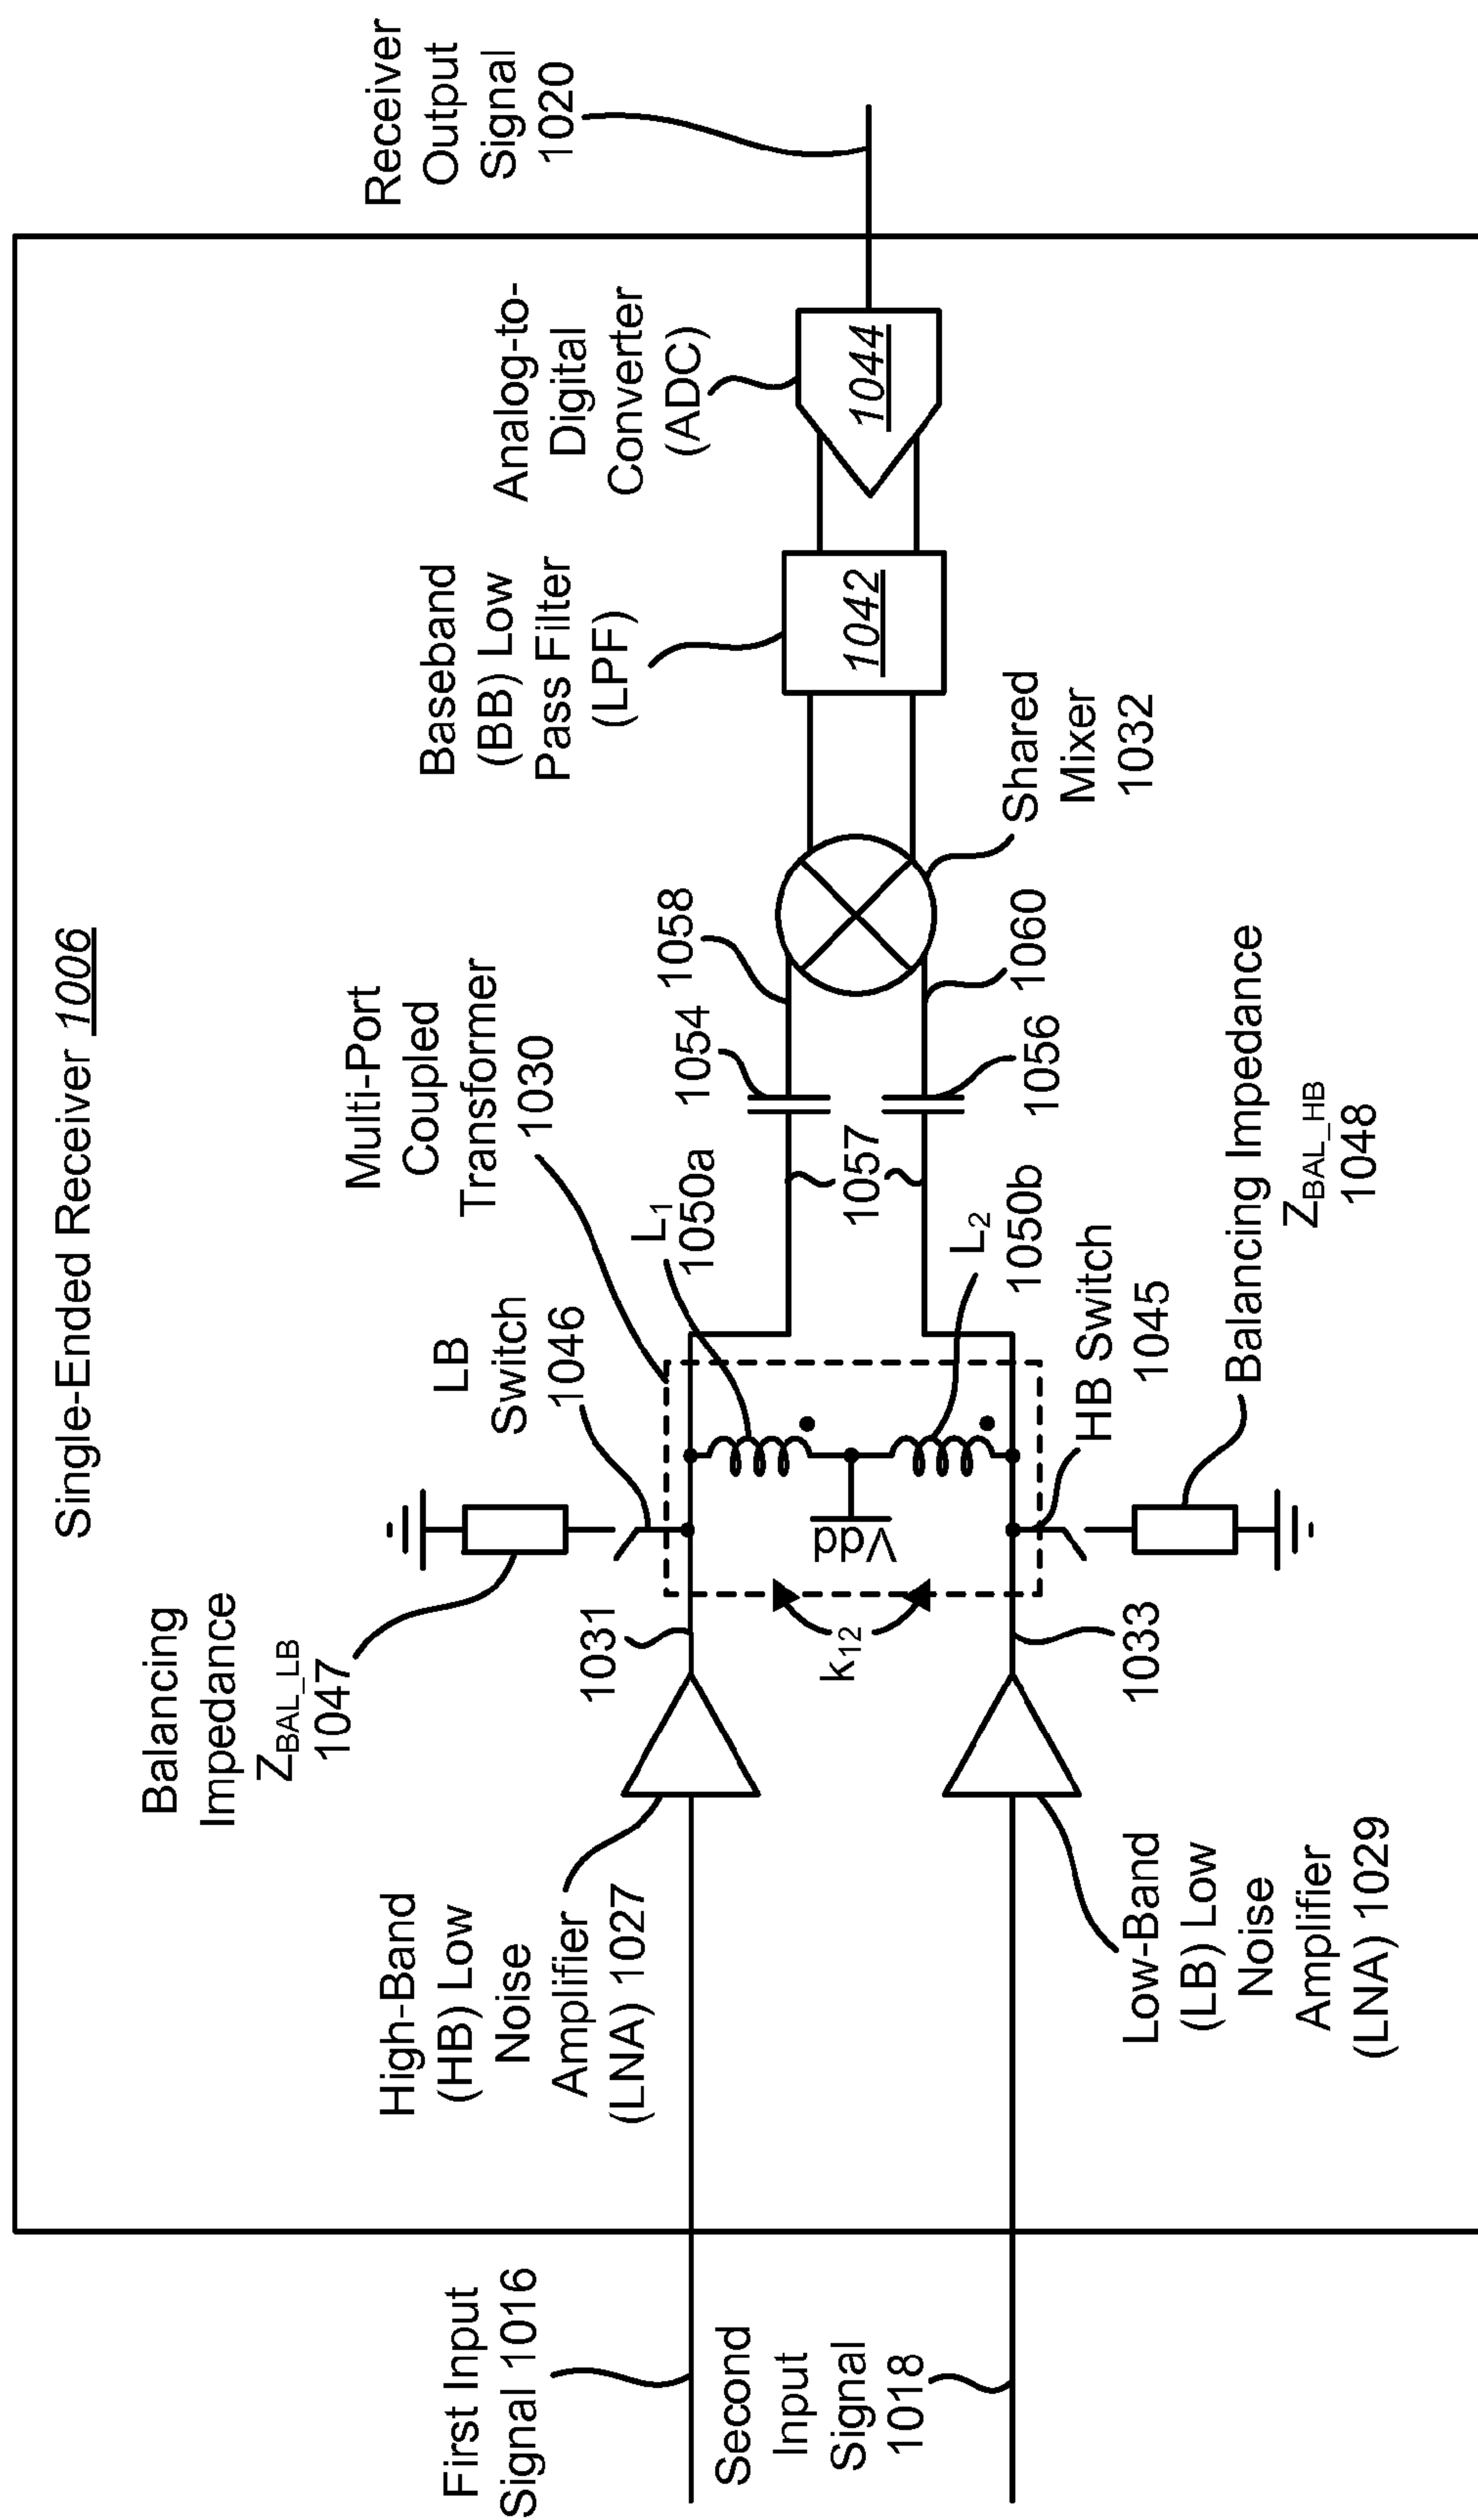 Single-Ended Receiver 1006
First Input
Signal 1016
Second
Input
Signal
1018
High-Band
(HB) Low
Noise
Amplifier
(LNA) 1027
Low-Band
(LB) Low
Noise
Amplifier
(LNA) 1029
Balancing
Impedance
ZBAL_LB
1047
1031
1033
k12
Vdd
LB
Switch
1046
HB Switch
1045
Balancing Impedance
ZBAL_HB
1048
Multi-Port
Coupled
Transformer
1030
L1
1050a
L2
1050b
1057
1054
1056
1058
1060
Shared
Mixer
1032
Baseband
(BB) Low
Pass Filter
(LPF)
1042
Analog-to-
Digital
Converter
(ADC)
1044
Receiver
Output
Signal
1020